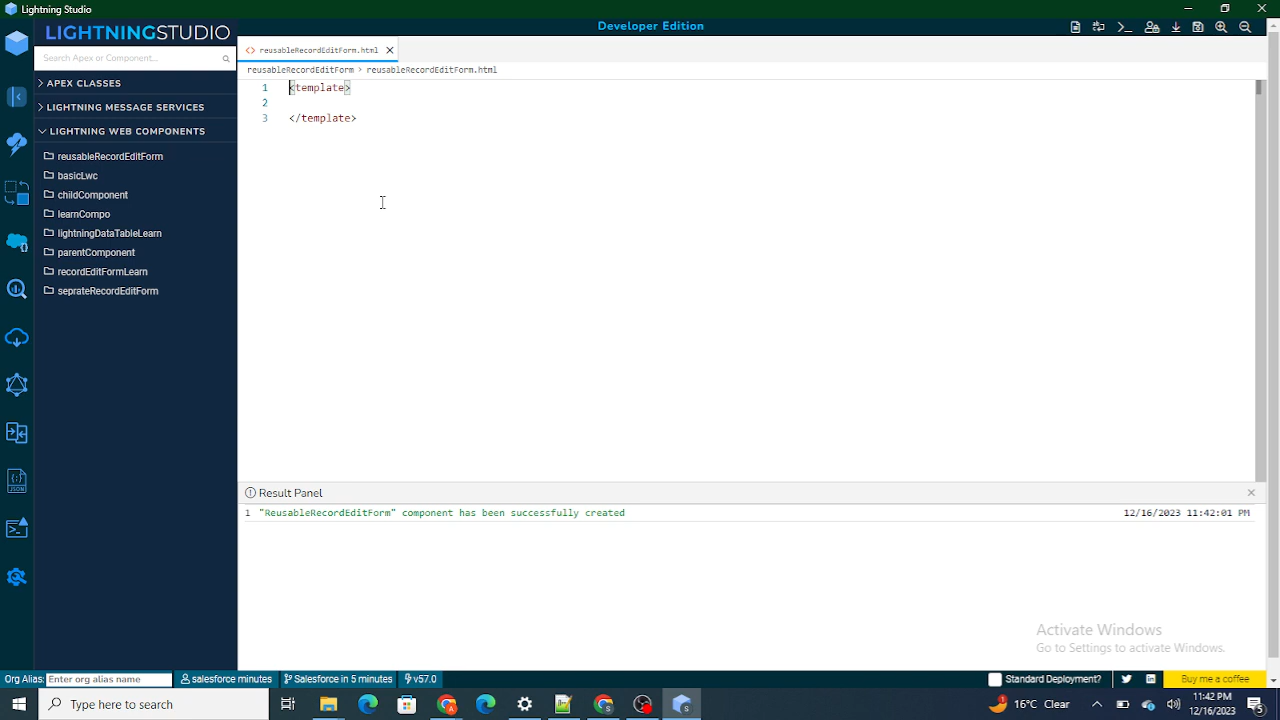 Lightning Studio
LIGHTNINGSTUDIO
Developer Edition
Search Apex or Component...
reusableRecordEditForm.html
reusableRecordEditForm > reusableRecordEditForm.html
APEX CLASSES
LIGHTNING MESSAGE SERVICES
LIGHTNING WEB COMPONENTS
reusableRecordEditForm
basicLwc
childComponent
learnCompo
lightningDataTableLearn
parentComponent
recordEditFormLearn
seprateRecordEditForm
1 <template>
2
3 </template>
Result Panel
1 "ReusableRecordEditForm" component has been successfully created 12/16/2023 11:42:01 PM
Activate Windows
Go to Settings to activate Windows.
Org Alias: Enter org alias name salesforce minutes Salesforce in 5 minutes v57.0 Standard Deployment? Buy me a coffee
Type here to search
16°C Clear
11:42 PM
12/16/2023